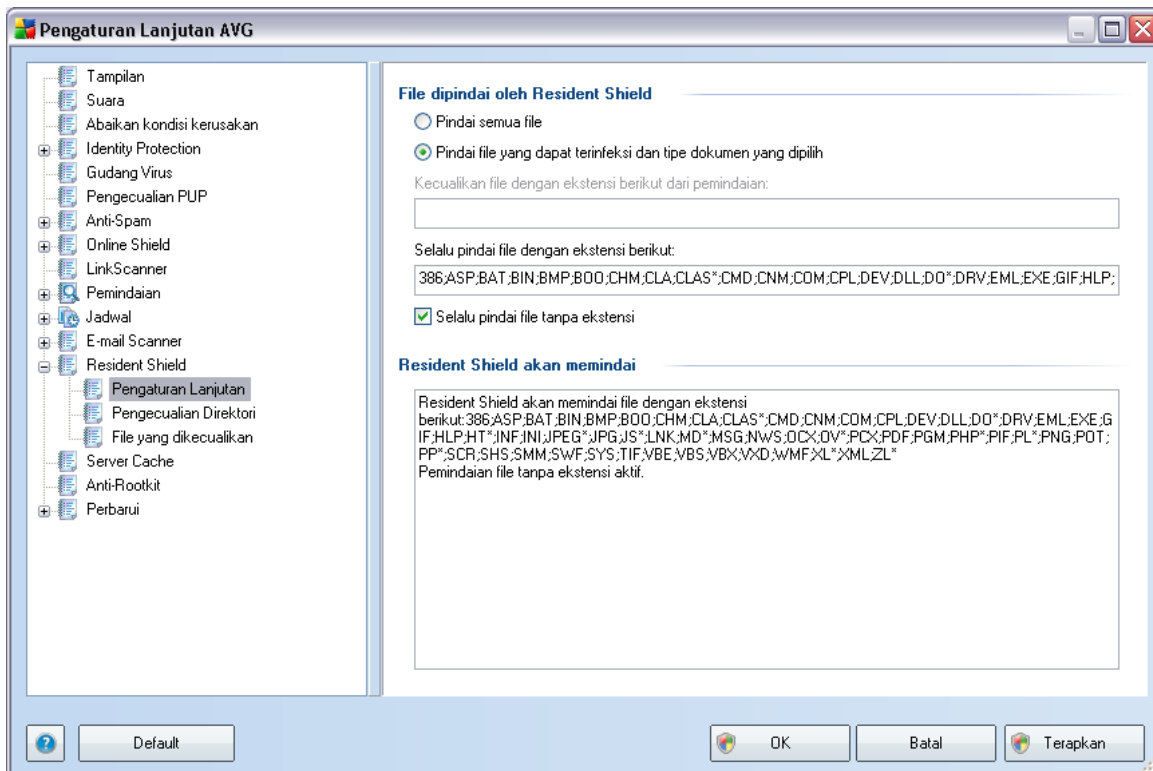 Pengaturan Lanjutan AVG
Tampilan
Suara
Abaikan kondisi kerusakan
Identity Protection
Gudang Virus
Pengecualian PUP
Anti-Spam
Online Shield
LinkScanner
Pemindaian
Jadwal
E-mail Scanner
Resident Shield
Pengaturan Lanjutan
Pengecualian Direktori
File yang dikecualikan
Server Cache
Anti-Rootkit
Perbarui
File dipindai oleh Resident Shield
Pindai semua file
Pindai file yang dapat terinfeksi dan tipe dokumen yang dipilih
Kecualikan file dengan ekstensi berikut dari pemindaian:
Selalu pindai file dengan ekstensi berikut:
386;ASP;BAT;BIN;BMP;BOO;CHM;CLA;CLAS*;CMD;CNM;COM;CPL;DEV;DLL;DO*;DRV;EML;EXE;GIF;HLP;
Selalu pindai file tanpa ekstensi
Resident Shield akan memindai
Resident Shield akan memindai file dengan ekstensi
berikut:386;ASP;BAT;BIN;BMP;BOO;CHM;CLA;CLAS*;CMD;CNM;COM;CPL;DEV;DLL;DO*;DRV;EML;EXE;G
IF;HLP;HT*;INF;INI;JPEG*;JPG;JS*;LNK;MD*;MSG;NWS;OCX;OV*;PCX;PDF;PGM;PHP*;PIF;PL*;PNG;POT;
PP*;SCR;SHS;SMM;SWF;SYS;TIF;VBE;VBS;VBX;VXD;WMF;XL*;XML;ZL*
Pemindaian file tanpa ekstensi aktif.
Default
OK
Batal
Terapkan